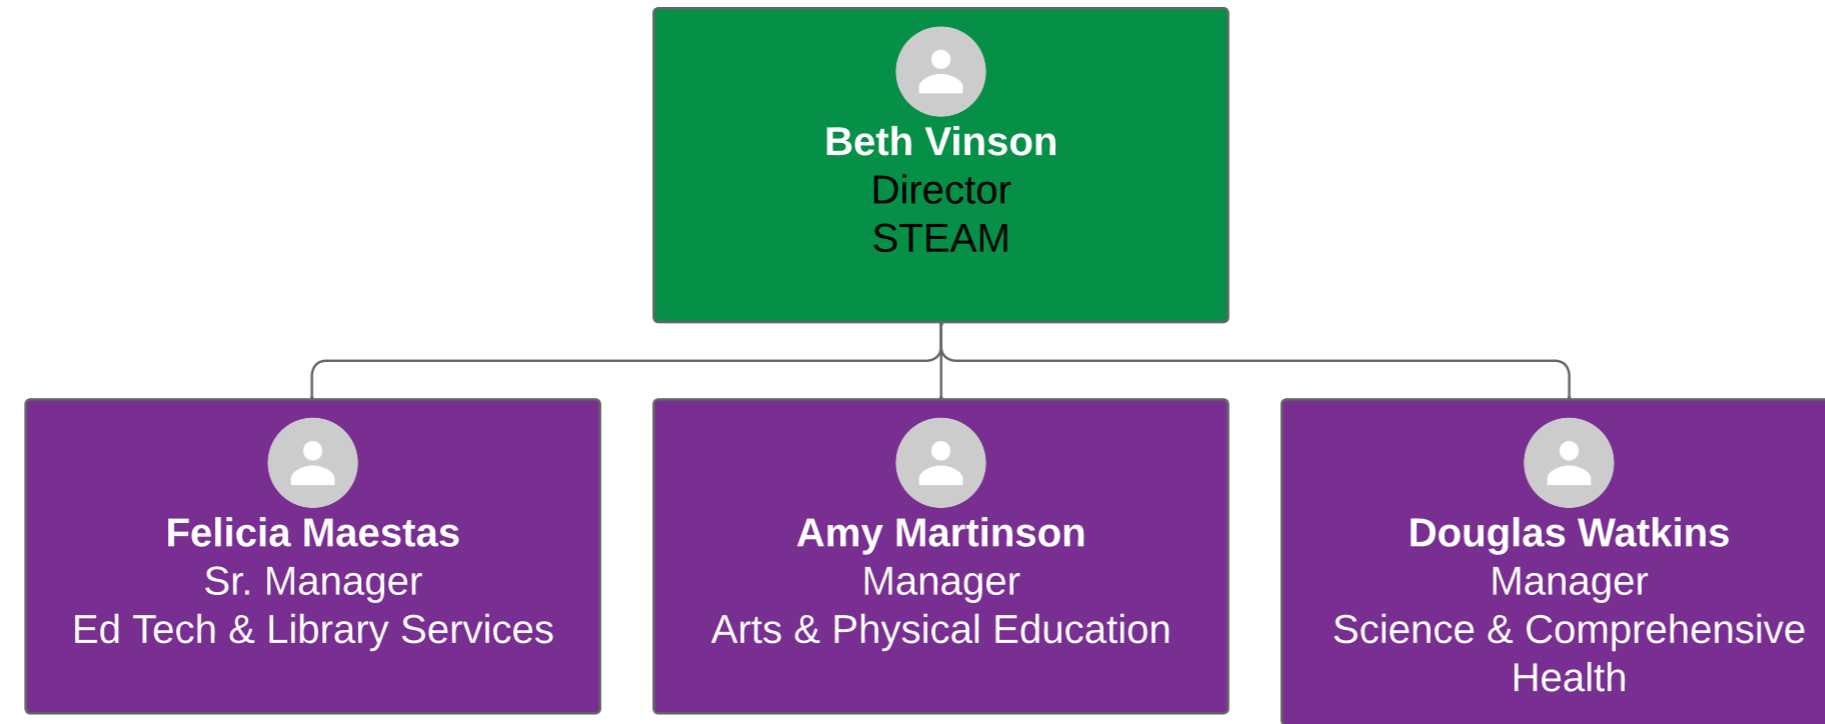 Beth Vinson
Director
STEAM
Felicia Maestas
Sr. Manager
Ed Tech & Library Services
Amy Martinson
Manager
Arts & Physical Education
Douglas Watkins
Manager
Science & Comprehensive
Health